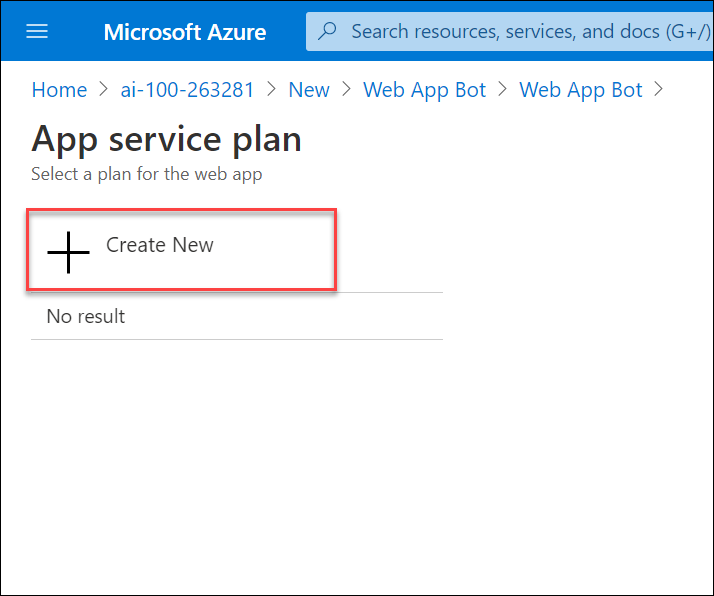 Microsoft Azure Search resources, services, and docs (G+/)
Home > ai-100-263281 > New > Web App Bot > Web App Bot >
App service plan
Select a plan for the web app
Create New
No result